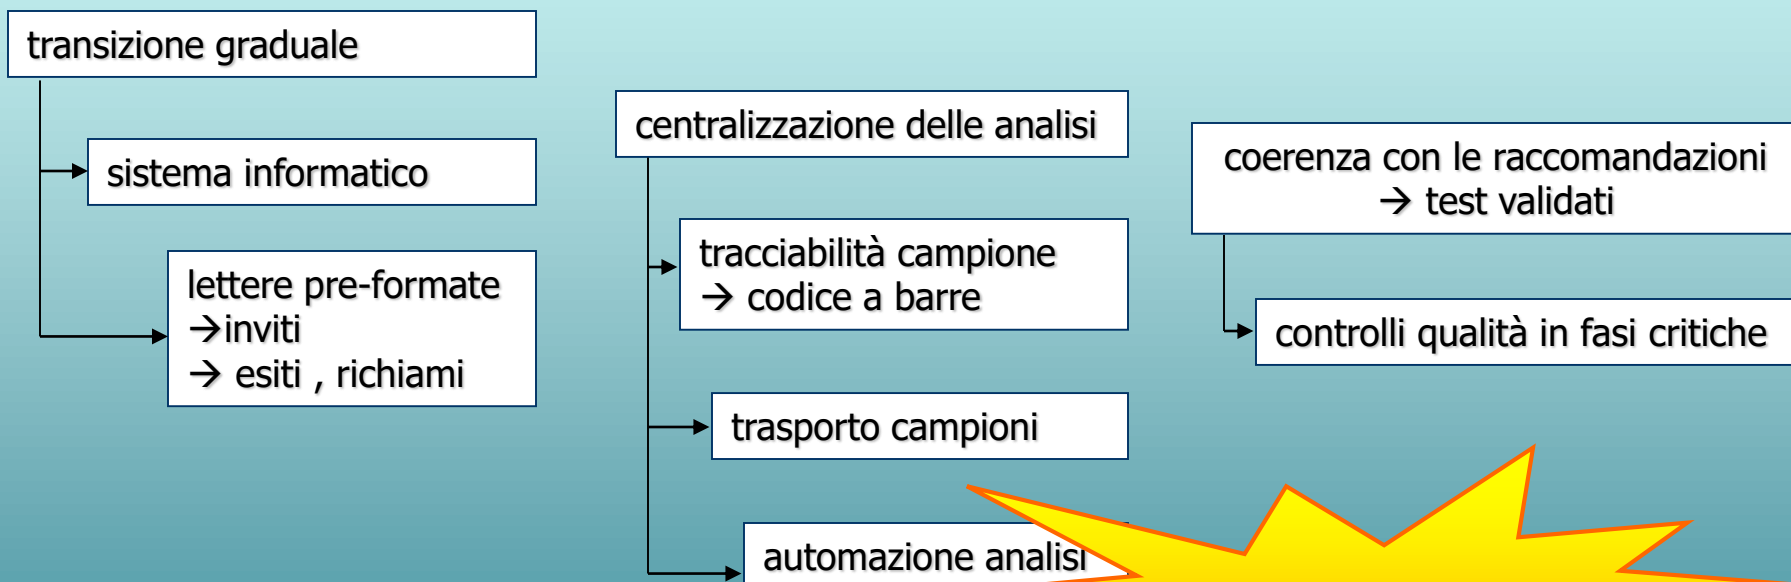 transizione graduale
sistema informatico
lettere pre-formate
→inviti
→ esiti , richiami
centralizzazione delle analisi
tracciabilità campione
→ codice a barre
trasporto campioni
automazione analisi
coerenza con le raccomandazioni
→ test validati
controlli qualità in fasi critiche